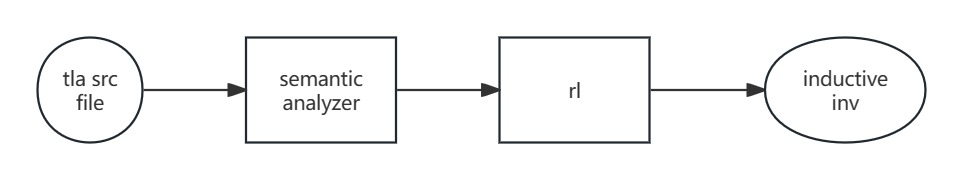 tla src
file
semantic
analyzer
rl
inductive
inv